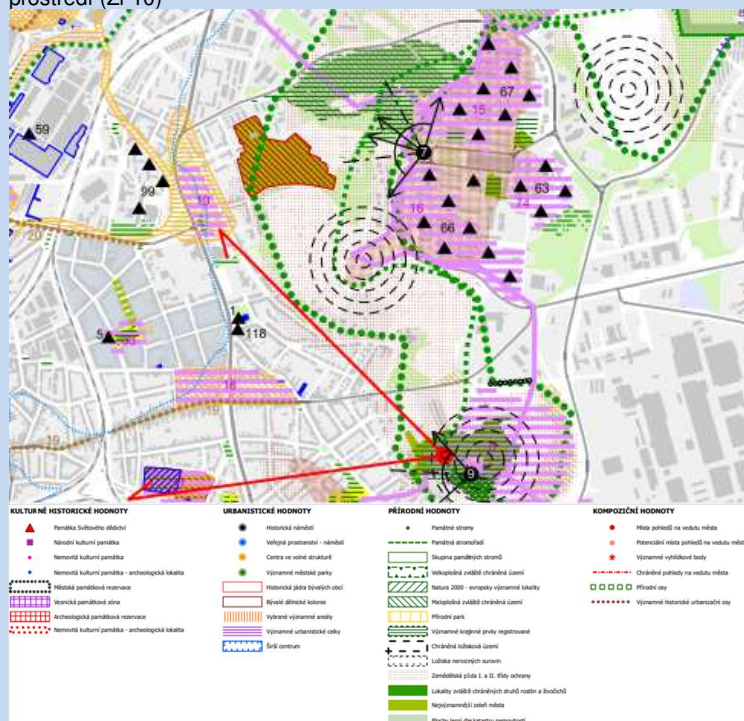 prostředí (ZPT0)
59
67
15
7
99
63
74
19
16
66
20
1
118
5
18
19
19
9
KULTURNĚ HISTORICKÉ HODNOTY
Památka Světového dědictví
Národní kulturní památka
Nemovitá kulturní památka
Nemovitá kulturní památka - archeologická lokalita
Městská památková rezervace
Vesnická památková zóna
Archeologická památková rezervace
Nemovitá kulturní památka - archeologická lokalita
URBANISTICKÉ HODNOTY
Historická náměstí
Veřejná prostranství - náměstí
Centra ve volné struktuře
Významné městské parky
Historická jádra bývalých obcí
Bývalé dělnické kolonie
Vybrané významné areály
Významné urbanistické celky
Širší centrum
PŘÍRODNÍ HODNOTY
Památné stromy
Památná stromořadí
Skupina památných stromů
Velkoplošná zvláště chráněná území
Natura 2000 - evropsky významné lokality
Maloplošná zvláště chráněná území
Přírodní park
Významné krajinné prvky registrované
Chráněná ložisková území
Ložiska nerostných surovin
Zemědělská půda I. a II. třídy ochrany
Lokality zvláště chráněných druhů rostlin a živočichů
Nejvýznamnější zeleň města
KOMPOZIČNÍ HODNOTY
Místa pohledů na vedutu města
Potenciální místa pohledů na vedutu měst
Významné vyhlídkové body
Chráněné pohledy na vedutu města
Přírodní osy
Významné historické urbanizační osy